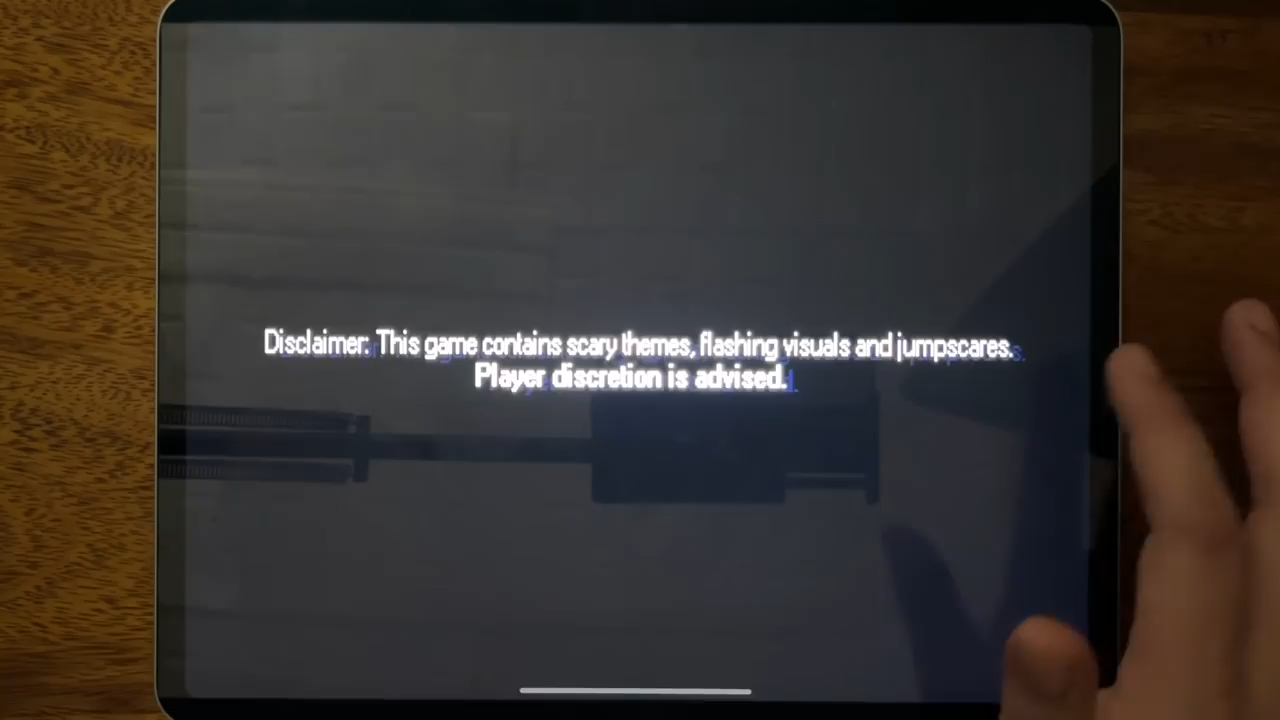 Disclaimer: This game contains scary themes, flashing visuals and jumpscares.
Player discretion is advised.